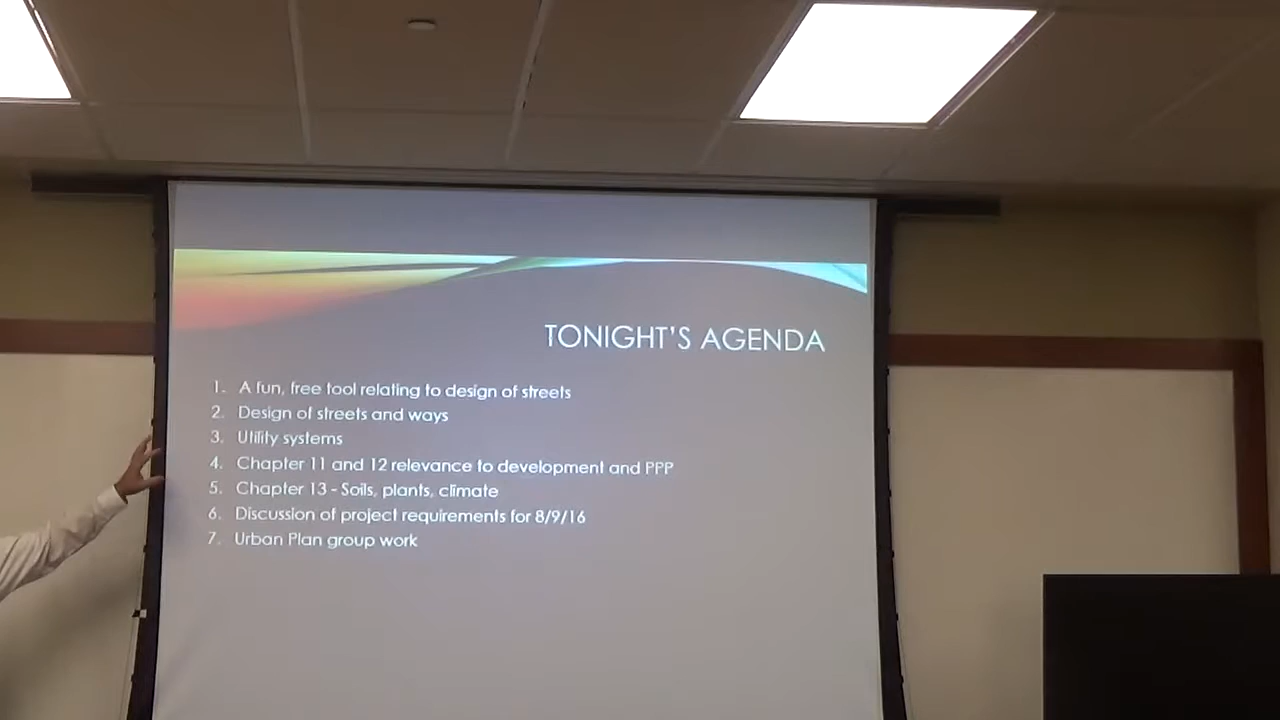 TONIGHT'S AGENDA
1. A fun, free tool relating to design of streets
2. Design of streets and ways
3. Utility systems
4. Chapter 11 and 12 relevance to development and PPP
5. Chapter 13 - Soils, plants, climate
6. Discussion of project requirements for 8/9/16
7. Urban Plan group work